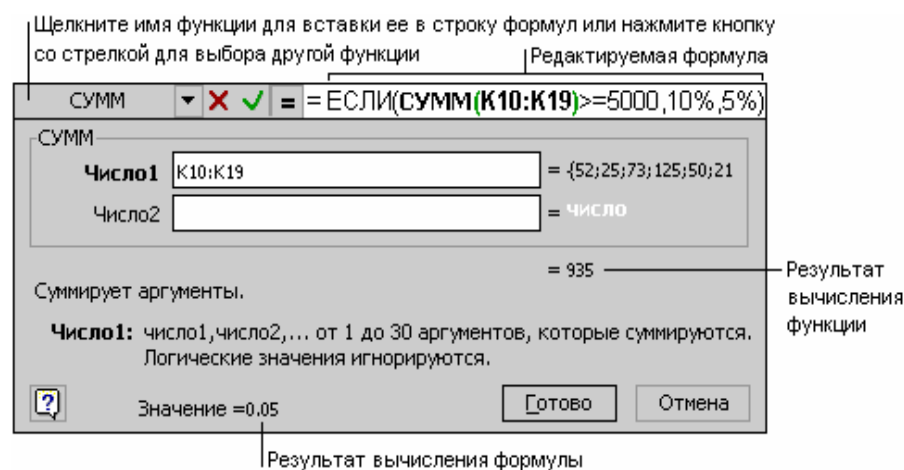 Щелкните имя функции для вставки ее в строку формул или нажмите кнопку
со стрелкой для выбора другой функции
Редактируемая формула
СУММ = = ЕСЛИ(СУММ(K10:K19)>=5000,10%,5%)
СУММ
Число1 K10:K19 = {52;25;73;125;50;21
Число2 = число
= 935
Результат
вычисления
функции
Суммирует аргументы.
Число1: число1,число2,... от 1 до 30 аргументов, которые суммируются.
Логические значения игнорируются.
? Значение =0.05 Готово Отмена
Результат вычисления формулы